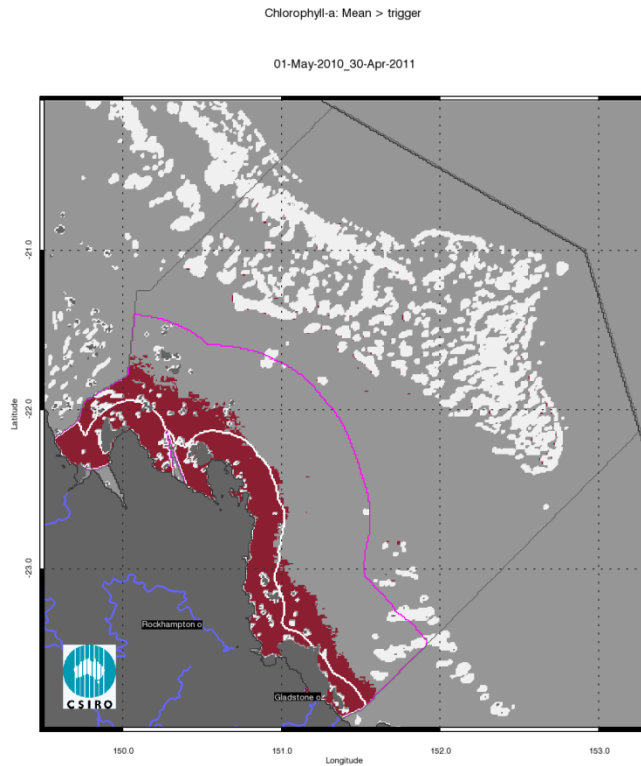 Chlorophyll-a: Mean > trigger
01-May-2010_30-Apr-2011
-21.0
Latitude
-22.0
-23.0
Rockhampton o
Gladstone o
CSIRO
150.0
151.0
152.0
153.0
Longitude